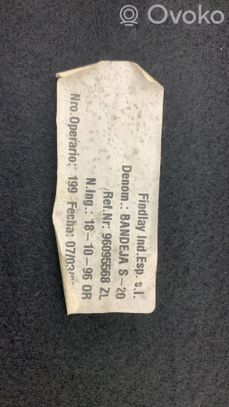 Ovoko
Findlay Ind.Esp. s.l.
Denom.: BANDEJA S-20
Ref.Nr: 96095568 ZL
N.Ing.: 18-10-96 OR
Nro.Operario: 199 Fecha: 07/03/